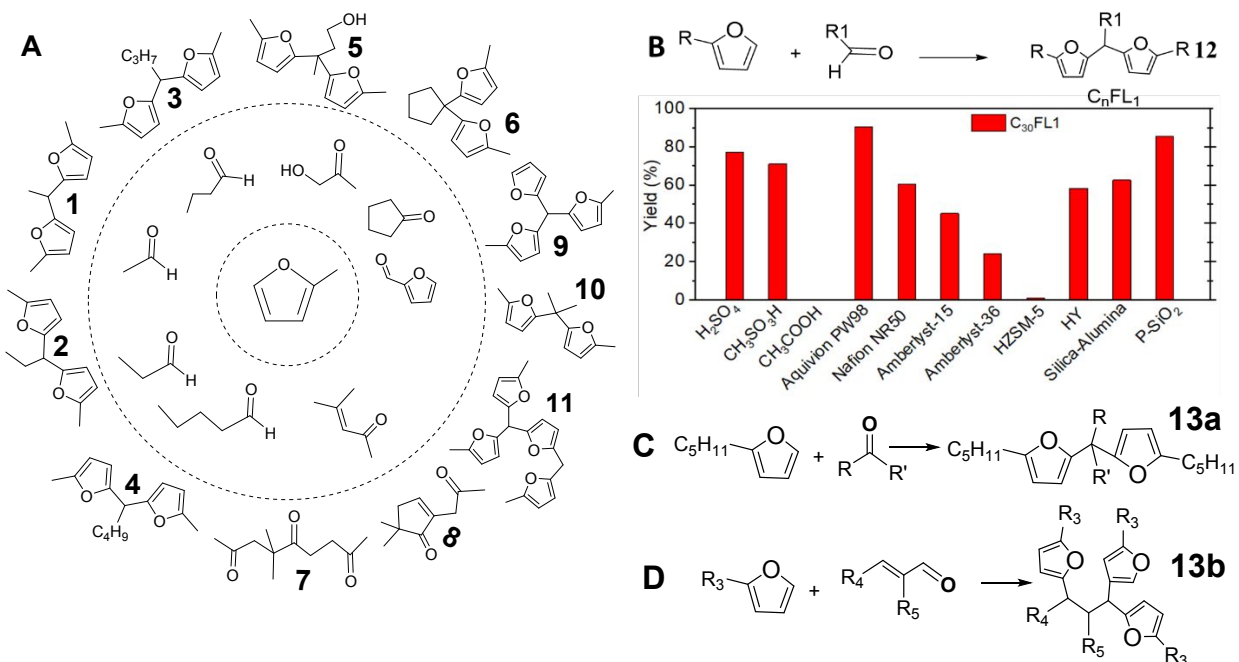 A
OH
C3H7
O
O
3
O
5
O
O
6
O
O
H
HO
O
O
1
O
O
O
9
O
O
H
O
O
O
O
10
O
O
2
O
O
H
O
H
O
11
O
O
O
O
O
4
O
C4H9
O
O
8
O
O
7
O
B
R
O
+
R1
H
O
R1
R
O
O
R
12
CnFL1
C30FL1
Yield (%)
100
80
60
40
20
0
H2SO4
CH3SO3H
CH3COOH
Aquivion PW98
Nafion NR50
Amberlyst-15
Amberlyst-36
HZSM-5
HY
Silica-Alumina
P-SiO2
C
C5H11
O
+
O
R
R'
13a
C5H11
O
R
R'
O
C5H11
D
R3
O
+
R4
R5
O
13b
R3
R3
O
O
R4
R5
O
R3